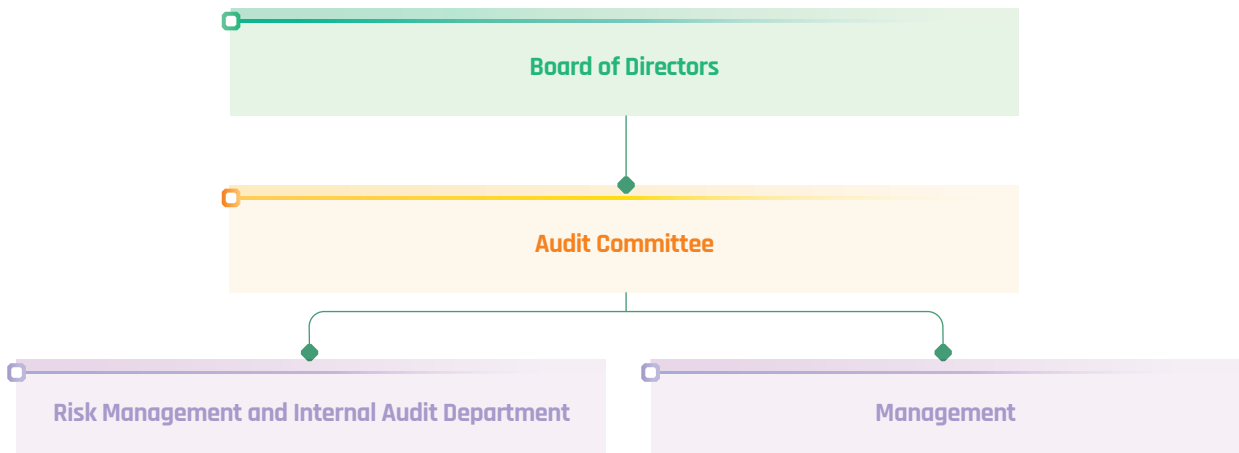 Board of Directors
Audit Committee
Risk Management and Internal Audit Department
Management